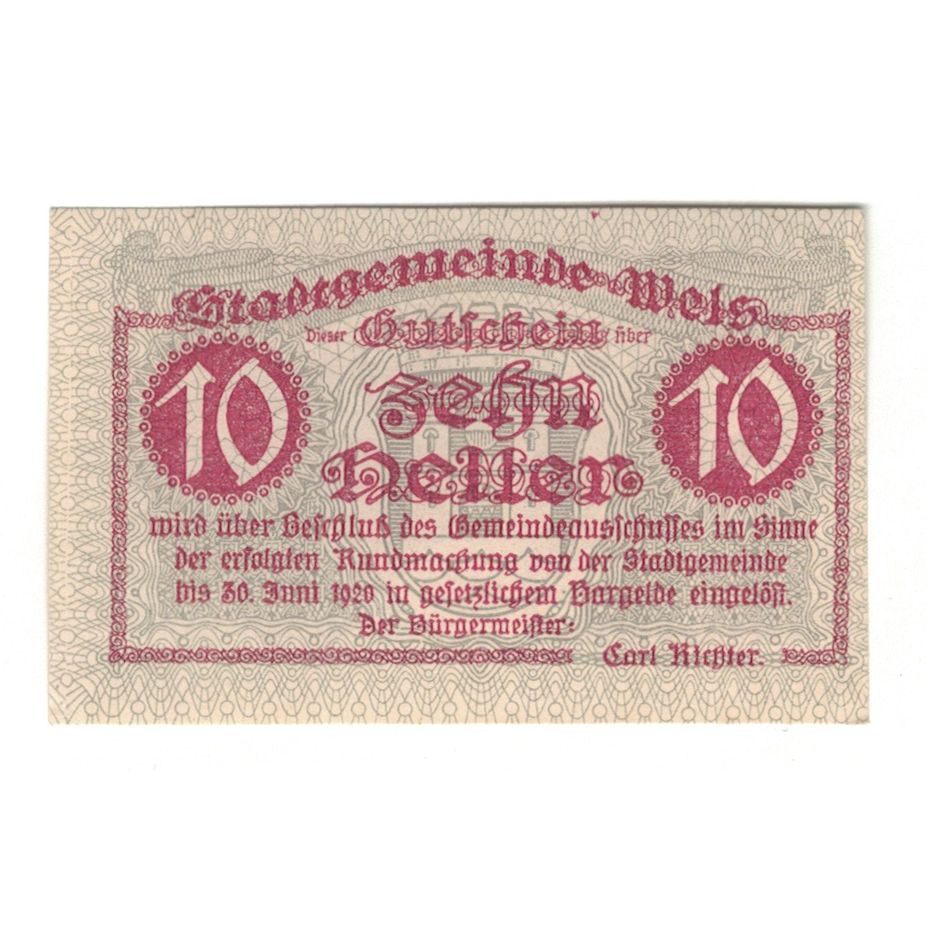 Stadtgemeinde Wels
Dieser Gutschein über
10 zehn 10
Heller
wird über Beschluß des Gemeindeausschusses im Sinne
der erfolgten Kundmachung von der Stadtgemeinde
bis 30. Juni 1920 in gesetzlichem Bargelde eingelöst.
Der Bürgermeister:
Carl Richter.